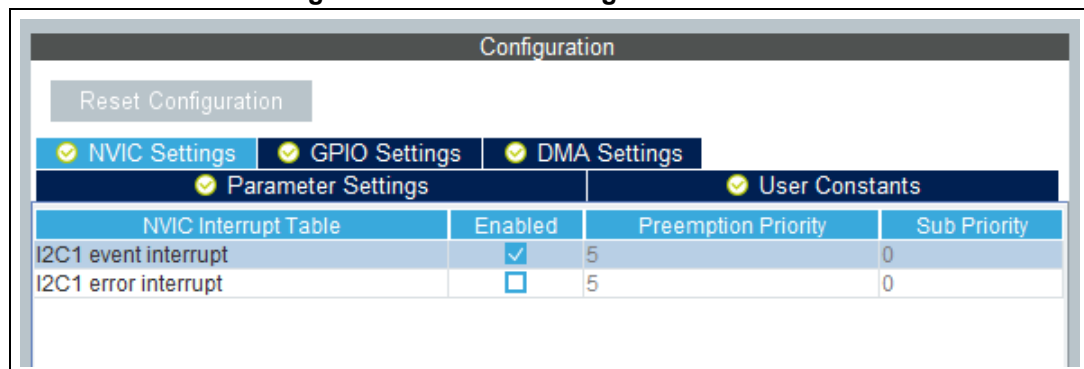 Configuration
Reset Configuration
NVIC Settings GPIO Settings DMA Settings
Parameter Settings User Constants
NVIC Interrupt Table Enabled Preemption Priority Sub Priority
I2C1 event interrupt 5 0
I2C1 error interrupt 5 0